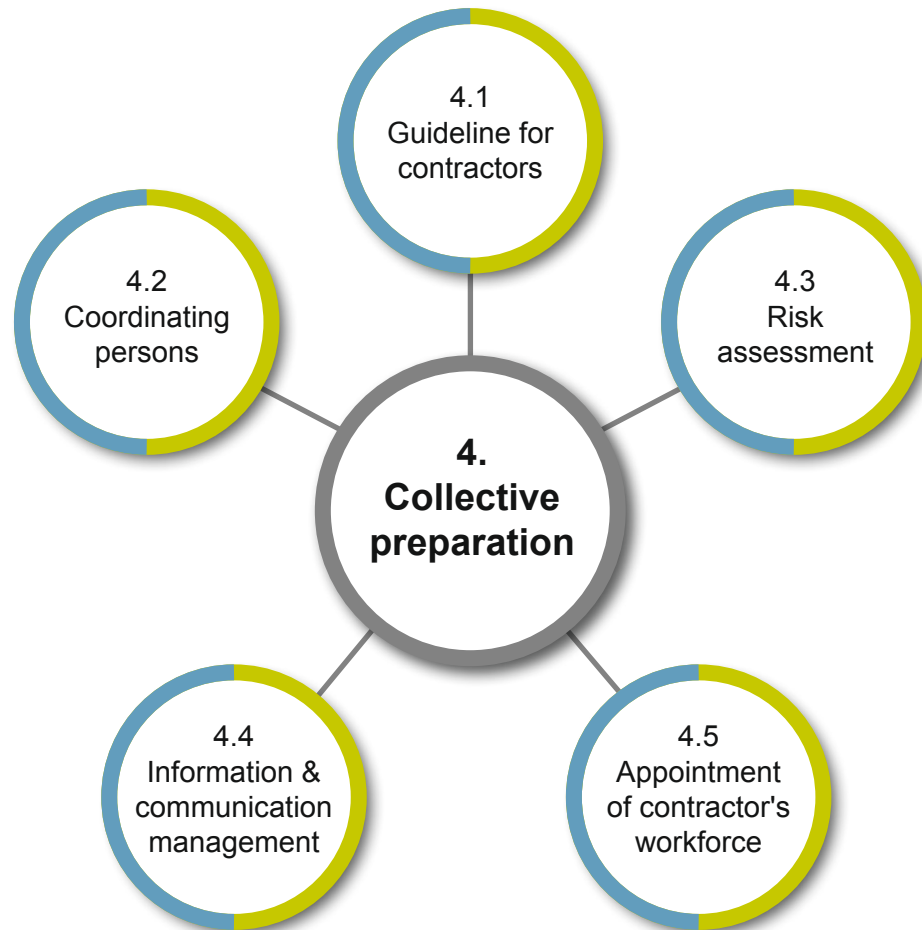 4.1
Guideline for
contractors
4.2
Coordinating
persons
4.3
Risk
assessment
4.
Collective
preparation
4.4
Information &
communication
management
4.5
Appointment
of contractor's
workforce